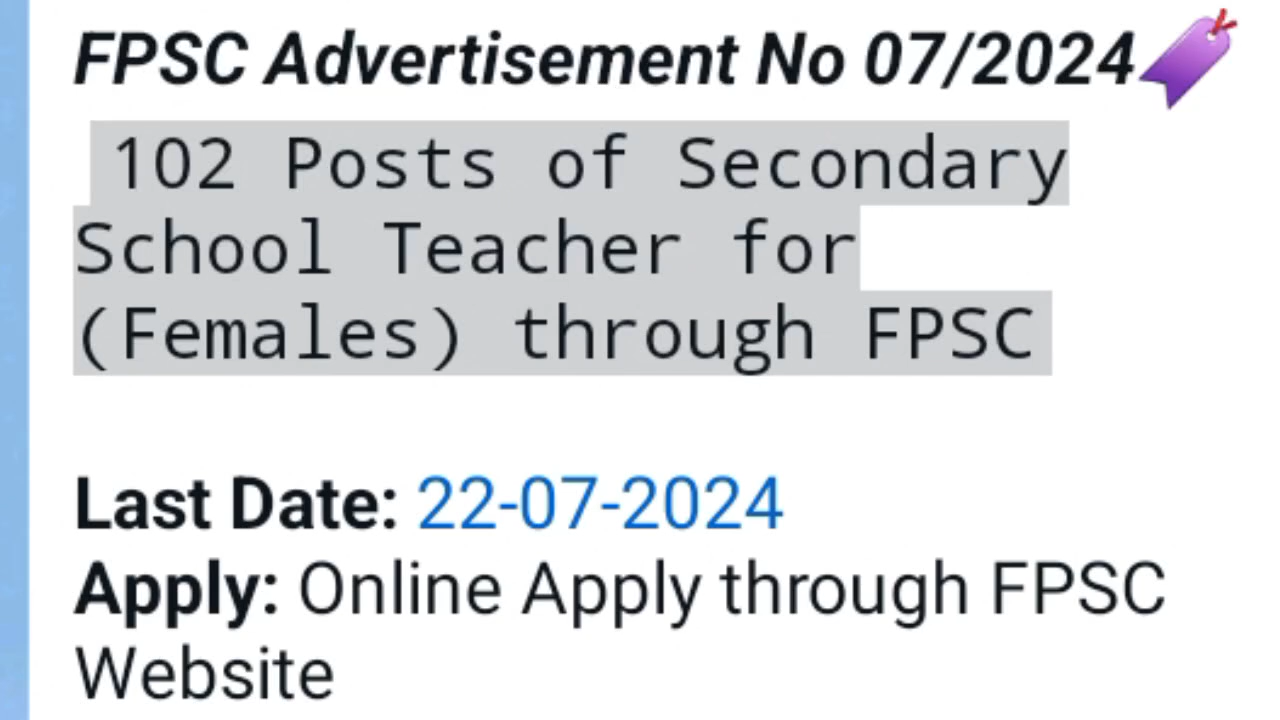 FPSC Advertisement No 07/2024
102 Posts of Secondary
School Teacher for
(Females) through FPSC
Last Date: 22-07-2024
Apply: Online Apply through FPSC
Website